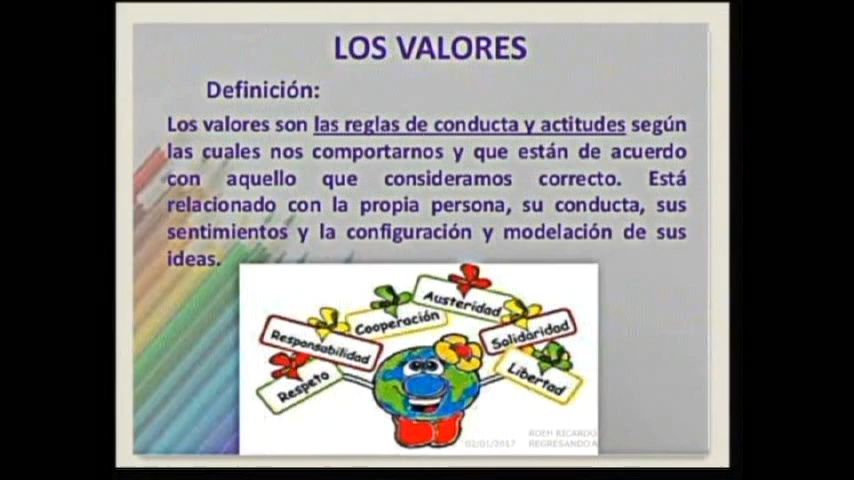 LOS VALORES
Definición:
Los valores son las reglas de conducta y actitudes según
las cuales nos comportarnos y que están de acuerdo
con aquello que consideramos correcto. Está
relacionado con la propia persona, su conducta, sus
sentimientos y la configuración y modelación de sus
ideas.
Austeridad
Cooperación
Solidaridad
Responsabilidad
Libertad
Respeto
RICARDO
02/01/2017 REGRESANDO A